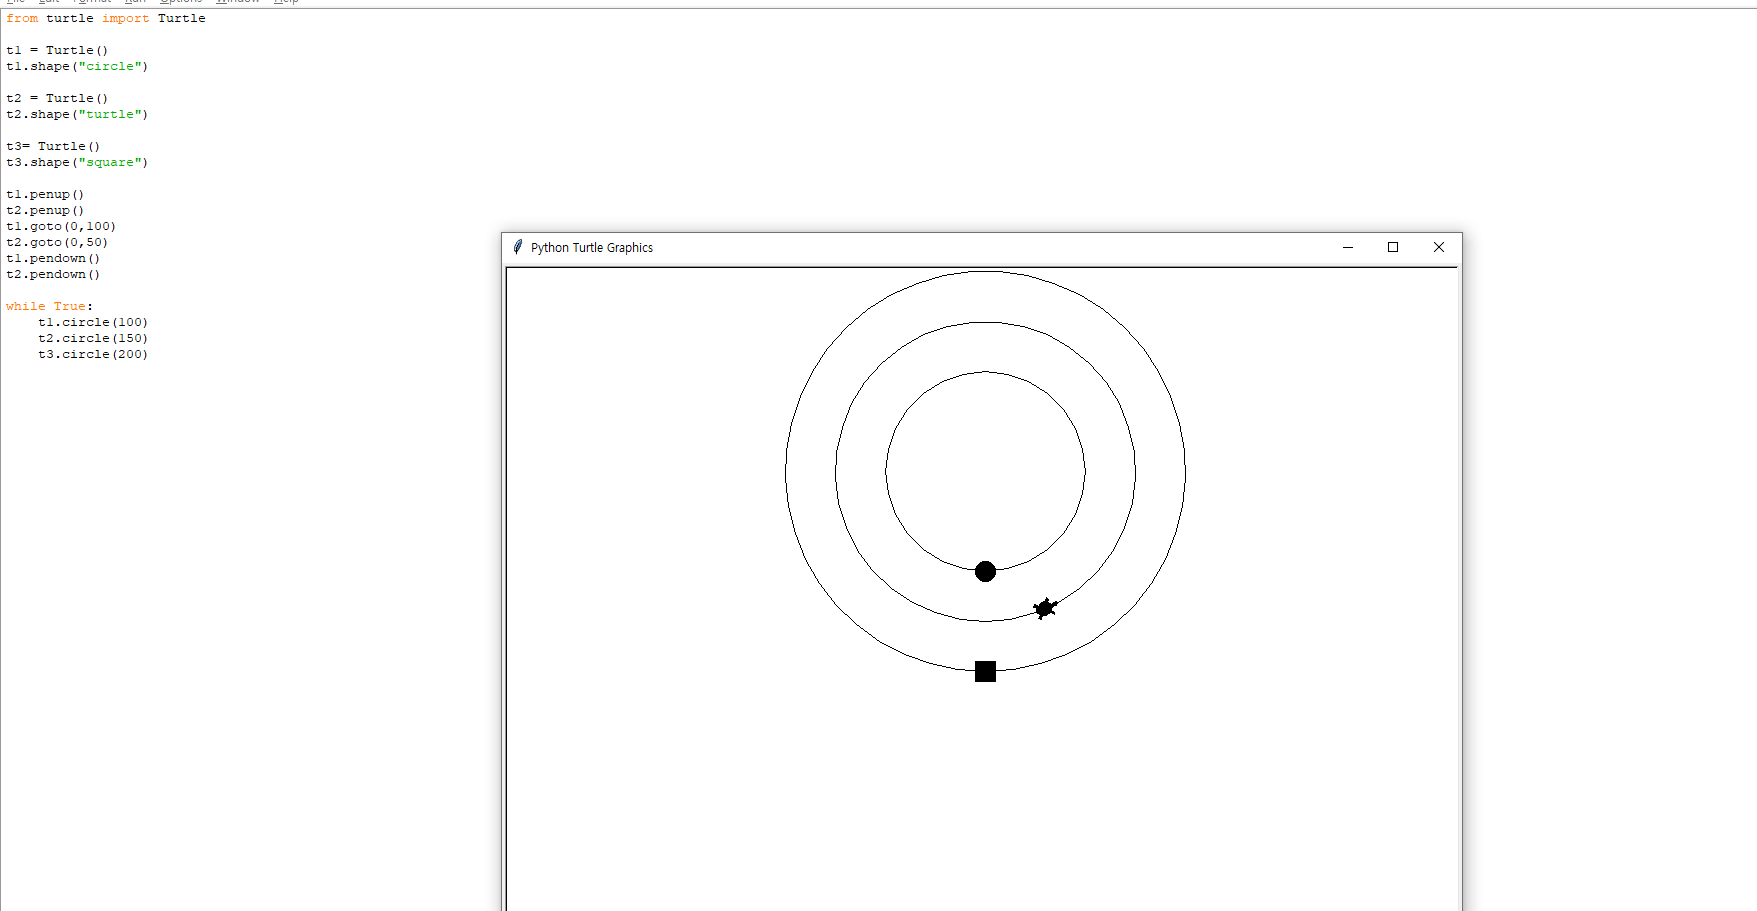 File Edit Format Run Options Window Help
from turtle import Turtle
t1 = Turtle()
t1.shape("circle")
t2 = Turtle()
t2.shape("turtle")
t3= Turtle()
t3.shape("square")
t1.penup()
t2.penup()
t1.goto(0,100)
t2.goto(0,50)
t1.pendown()
t2.pendown()
while True:
    t1.circle(100)
    t2.circle(150)
    t3.circle(200)
Python Turtle Graphics